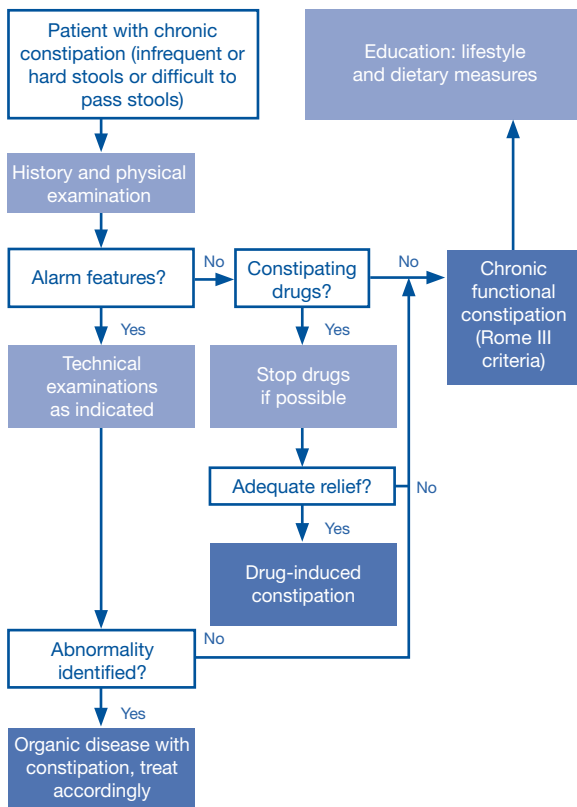 Patient with chronic
constipation (infrequent or
hard stools or difficult to
pass stools)
Education: lifestyle
and dietary measures
History and physical
examination
Alarm features?
No
Constipating
drugs?
No
Chronic
functional
constipation
(Rome III
criteria)
Yes
Yes
Technical
examinations
as indicated
Stop drugs
if possible
Adequate relief?
No
Yes
Drug-induced
constipation
Abnormality
identified?
No
Yes
Organic disease with
constipation, treat
accordingly